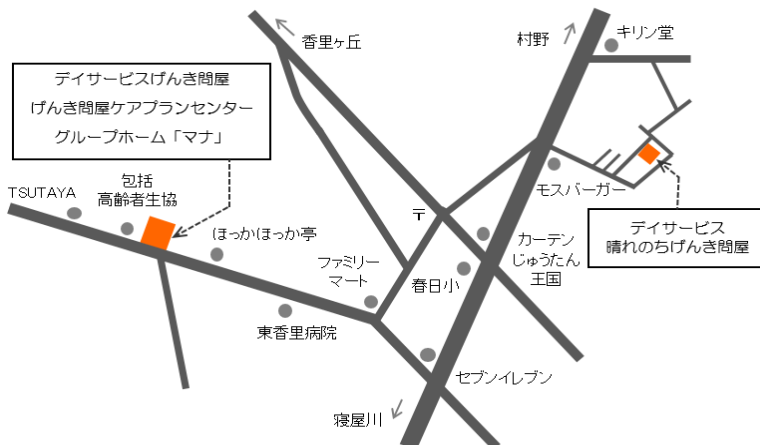 香里ヶ丘
村野
キリン堂
デイサービスげんき問屋
げんき問屋ケアプランセンター
グループホーム「マナ」
TSUTAYA
包括
高齢者生協
ほっかほっか亭
ファミリー
マート
東香里病院
〒
春日小
カーテン
じゅうたん
王国
モスバーガー
デイサービス
晴れのちげんき問屋
セブンイレブン
寝屋川